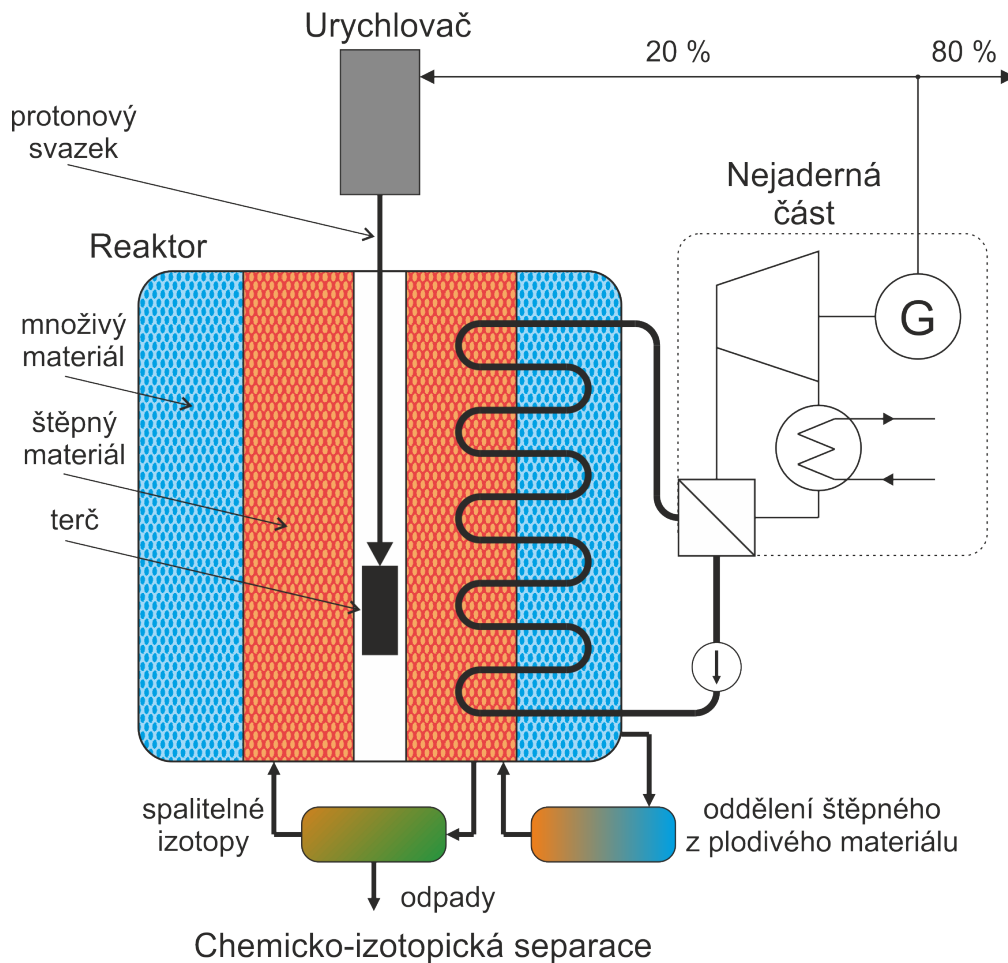 Urychlovač
20 %
80 %
protonový
svazek
Nejaderná
část
Reaktor
G
množivý
materiál
štěpný
materiál
terč
spalitelné
izotopy
oddělení štěpného
z plodivého materiálu
odpady
Chemicko-izotopická separace